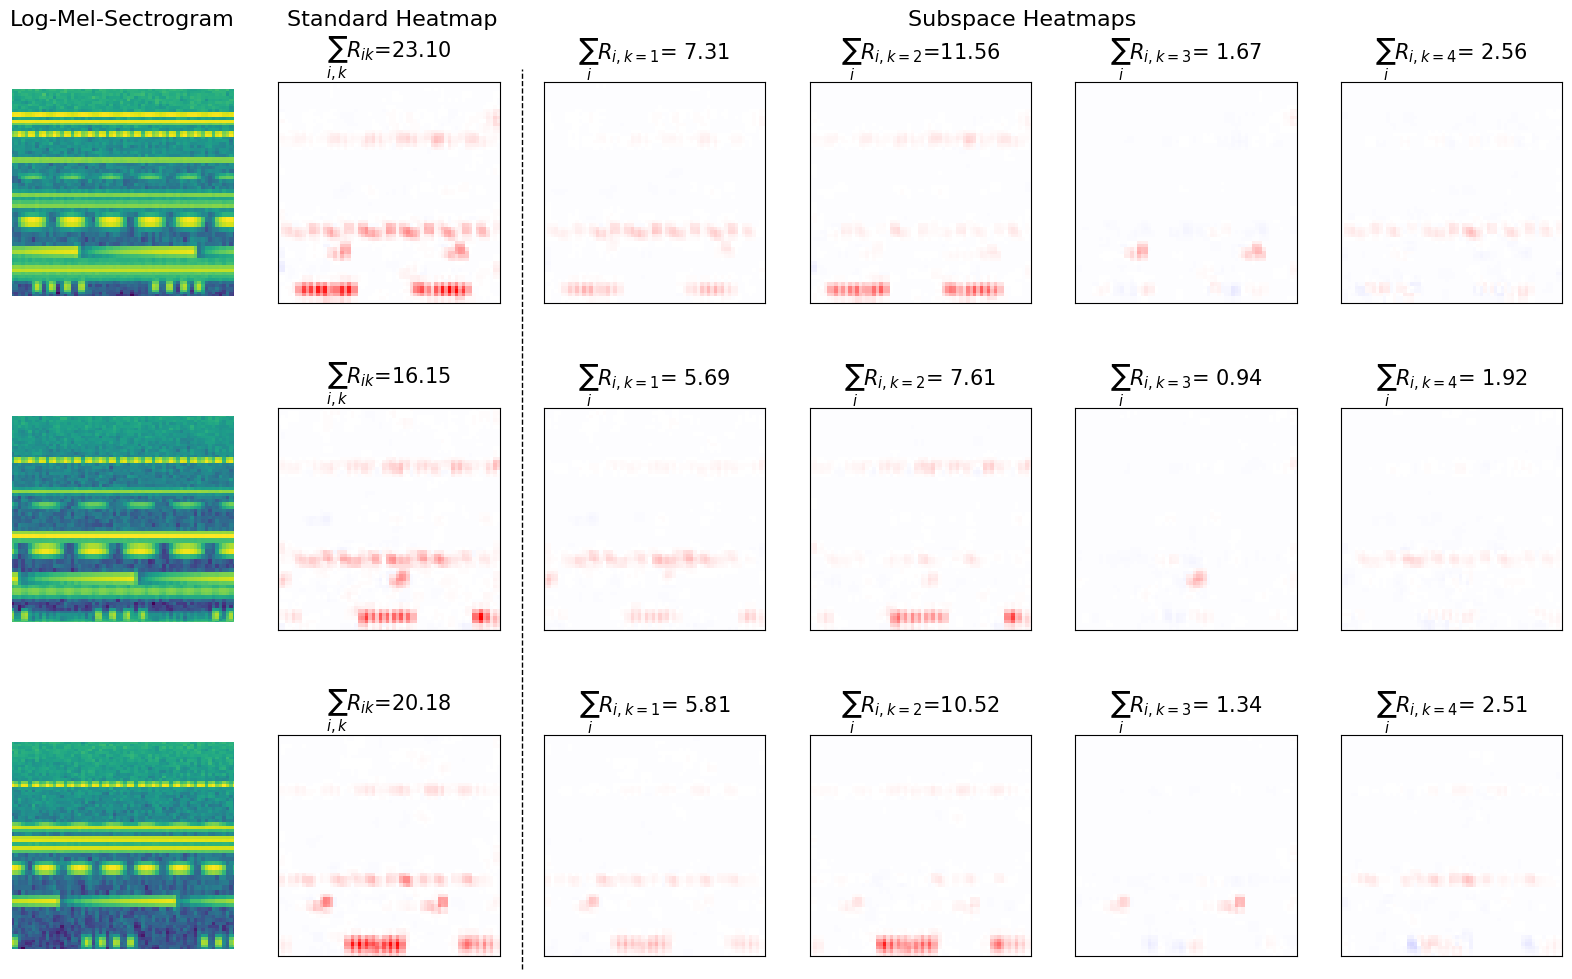 Log-Mel-Sectrogram Standard Heatmap Subspace Heatmaps
∑_{i,k} R_{ik}=23.10 ∑_i R_{i,k=1}= 7.31 ∑_i R_{i,k=2}=11.56 ∑_i R_{i,k=3}= 1.67 ∑_i R_{i,k=4}= 2.56
∑_{i,k} R_{ik}=16.15 ∑_i R_{i,k=1}= 5.69 ∑_i R_{i,k=2}= 7.61 ∑_i R_{i,k=3}= 0.94 ∑_i R_{i,k=4}= 1.92
∑_{i,k} R_{ik}=20.18 ∑_i R_{i,k=1}= 5.81 ∑_i R_{i,k=2}=10.52 ∑_i R_{i,k=3}= 1.34 ∑_i R_{i,k=4}= 2.51